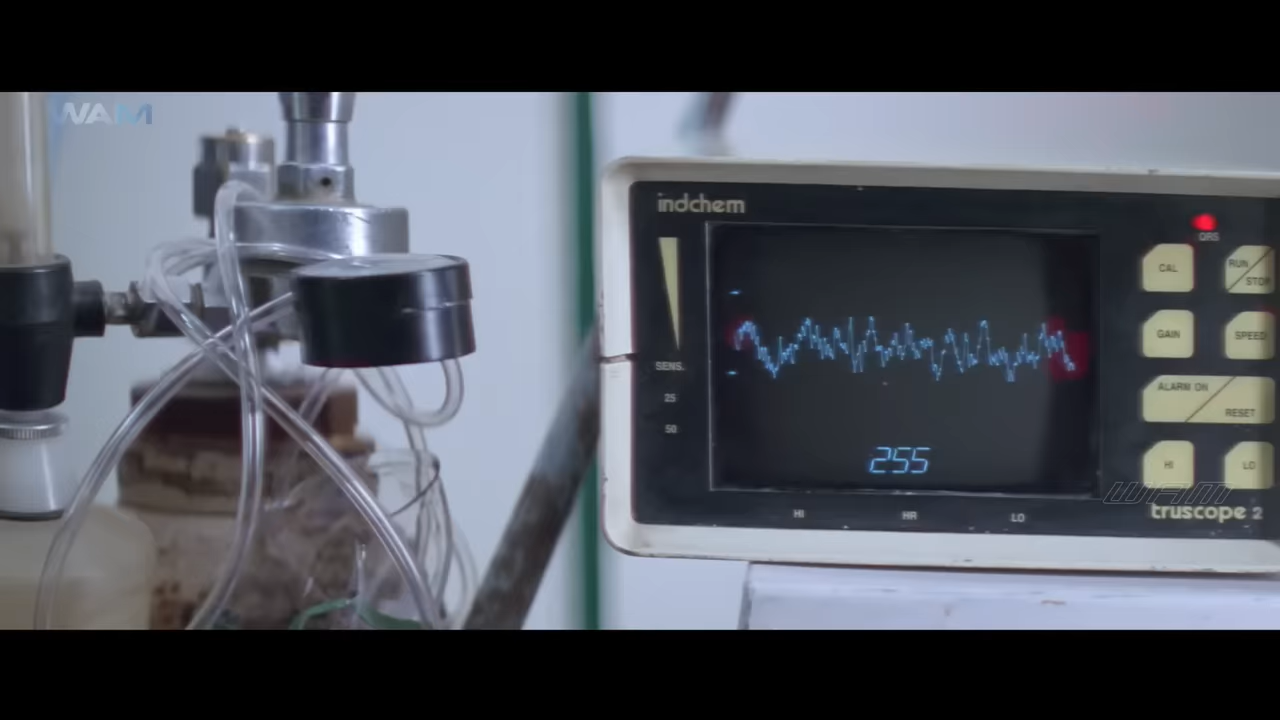 WAM
indchem
QRS
CAL
RUN
STOP
GAIN
SPEED
SENS.
25
50
ALARM ON
RESET
255
HI
LO
HI
HR
LO
WAM
truscope 2